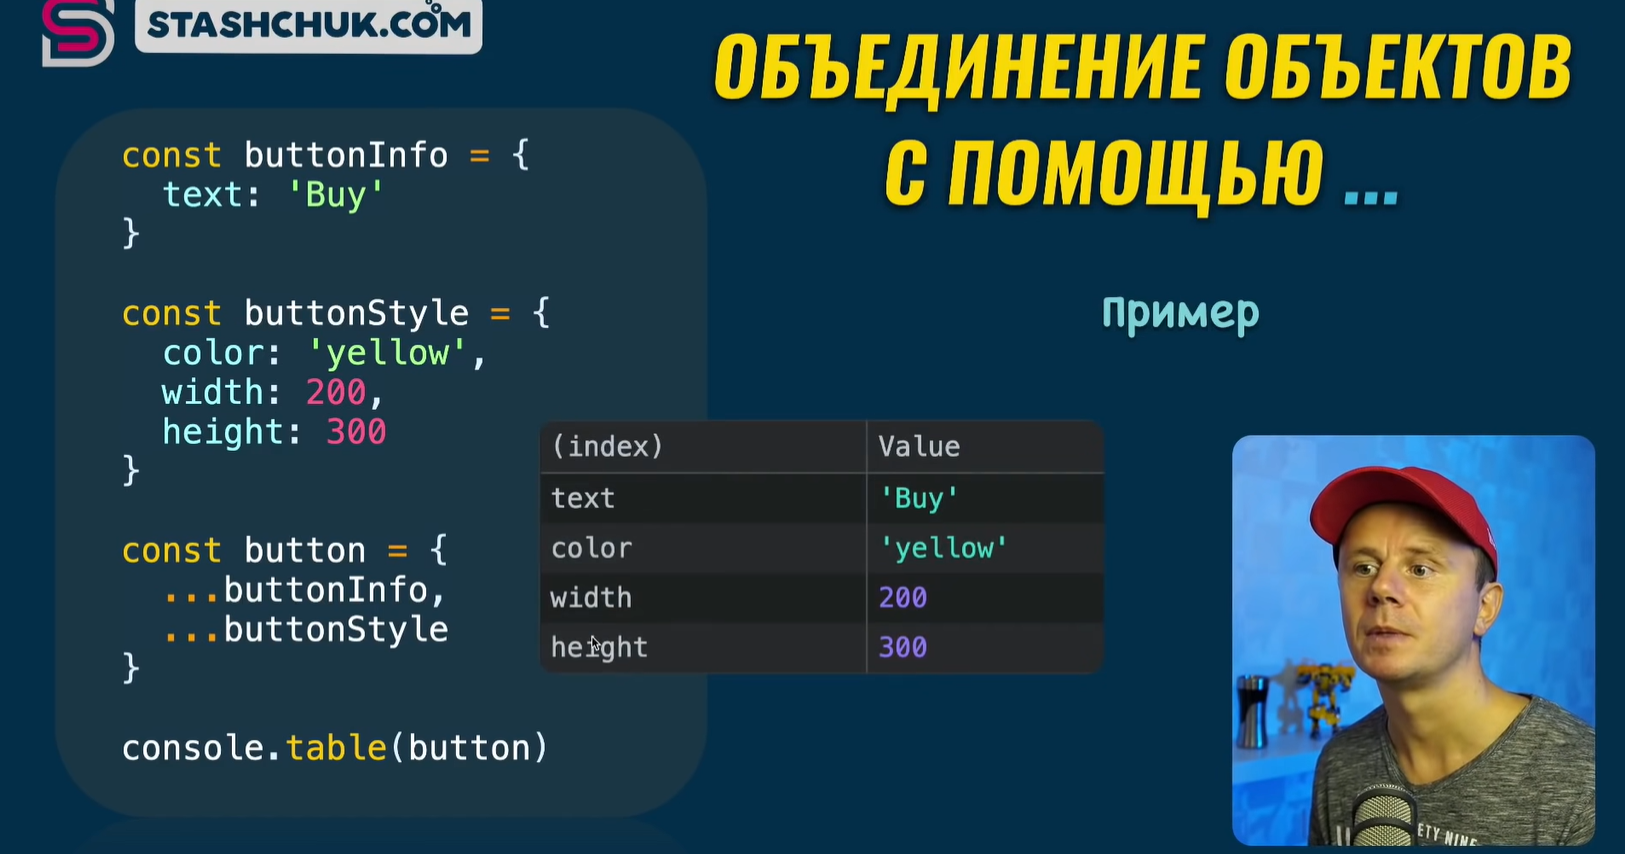 STASHCHUK.COM
ОБЪЕДИНЕНИЕ ОБЪЕКТОВ
С ПОМОЩЬЮ ...
Пример
const buttonInfo = {
  text: 'Buy'
}
const buttonStyle = {
  color: 'yellow',
  width: 200,
  height: 300
}
const button = {
  ...buttonInfo,
  ...buttonStyle
}
console.table(button)
(index) Value
text 'Buy'
color 'yellow'
width 200
height 300
ETY NINE